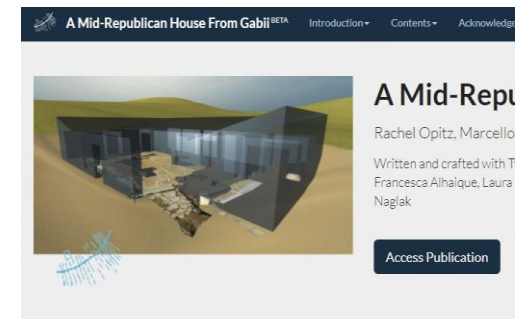 A Mid-Republican House From Gabii BETA Introduction Contents Acknowledge
A Mid-Repu
Rachel Opitz, Marcello
Written and crafted with T
Francesca Alhaique, Laura
Naglak
Access Publication